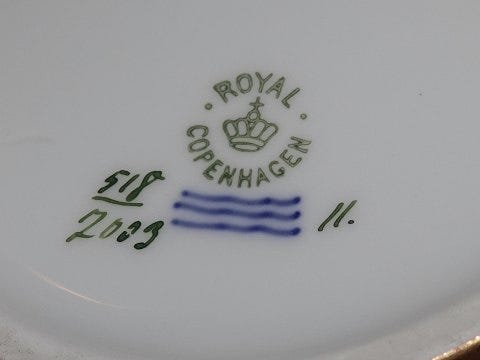 · ROYAL ·
COPENHAGEN
518
2003
11.